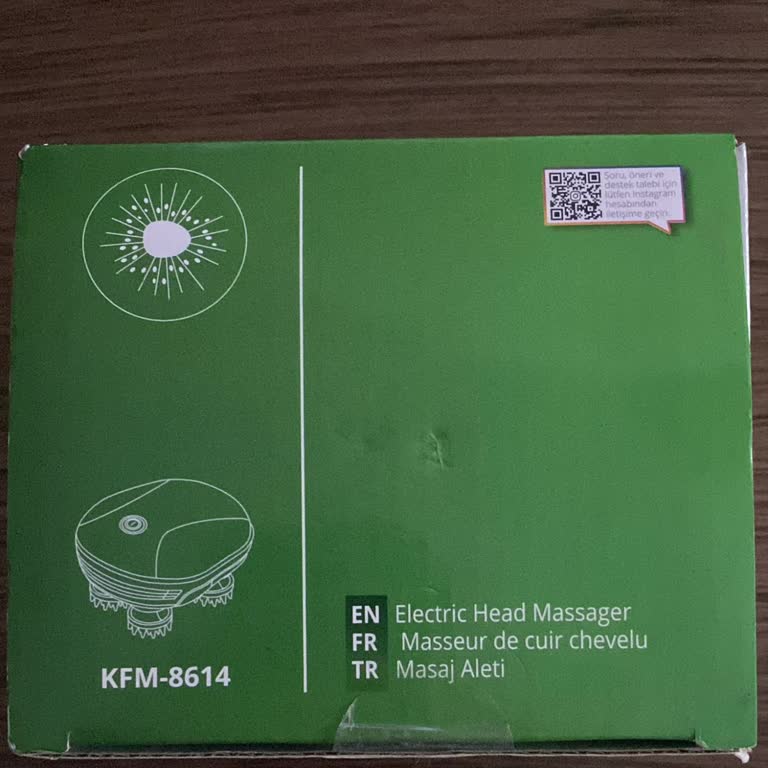 Soru, öneri ve
destek talebi için
lütfen Instagram
hesabından
iletişime geçin.
KFM-8614
EN Electric Head Massager
FR Masseur de cuir chevelu
TR Masaj Aleti